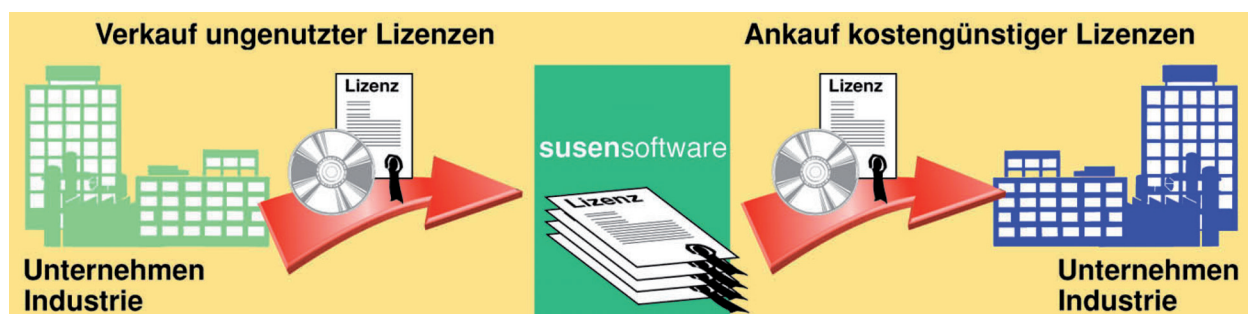 Verkauf ungenutzter Lizenzen
Ankauf kostengünstiger Lizenzen
Lizenz
susensoftware
Lizenz
Lizenz
Unternehmen
Industrie
Unternehmen
Industrie